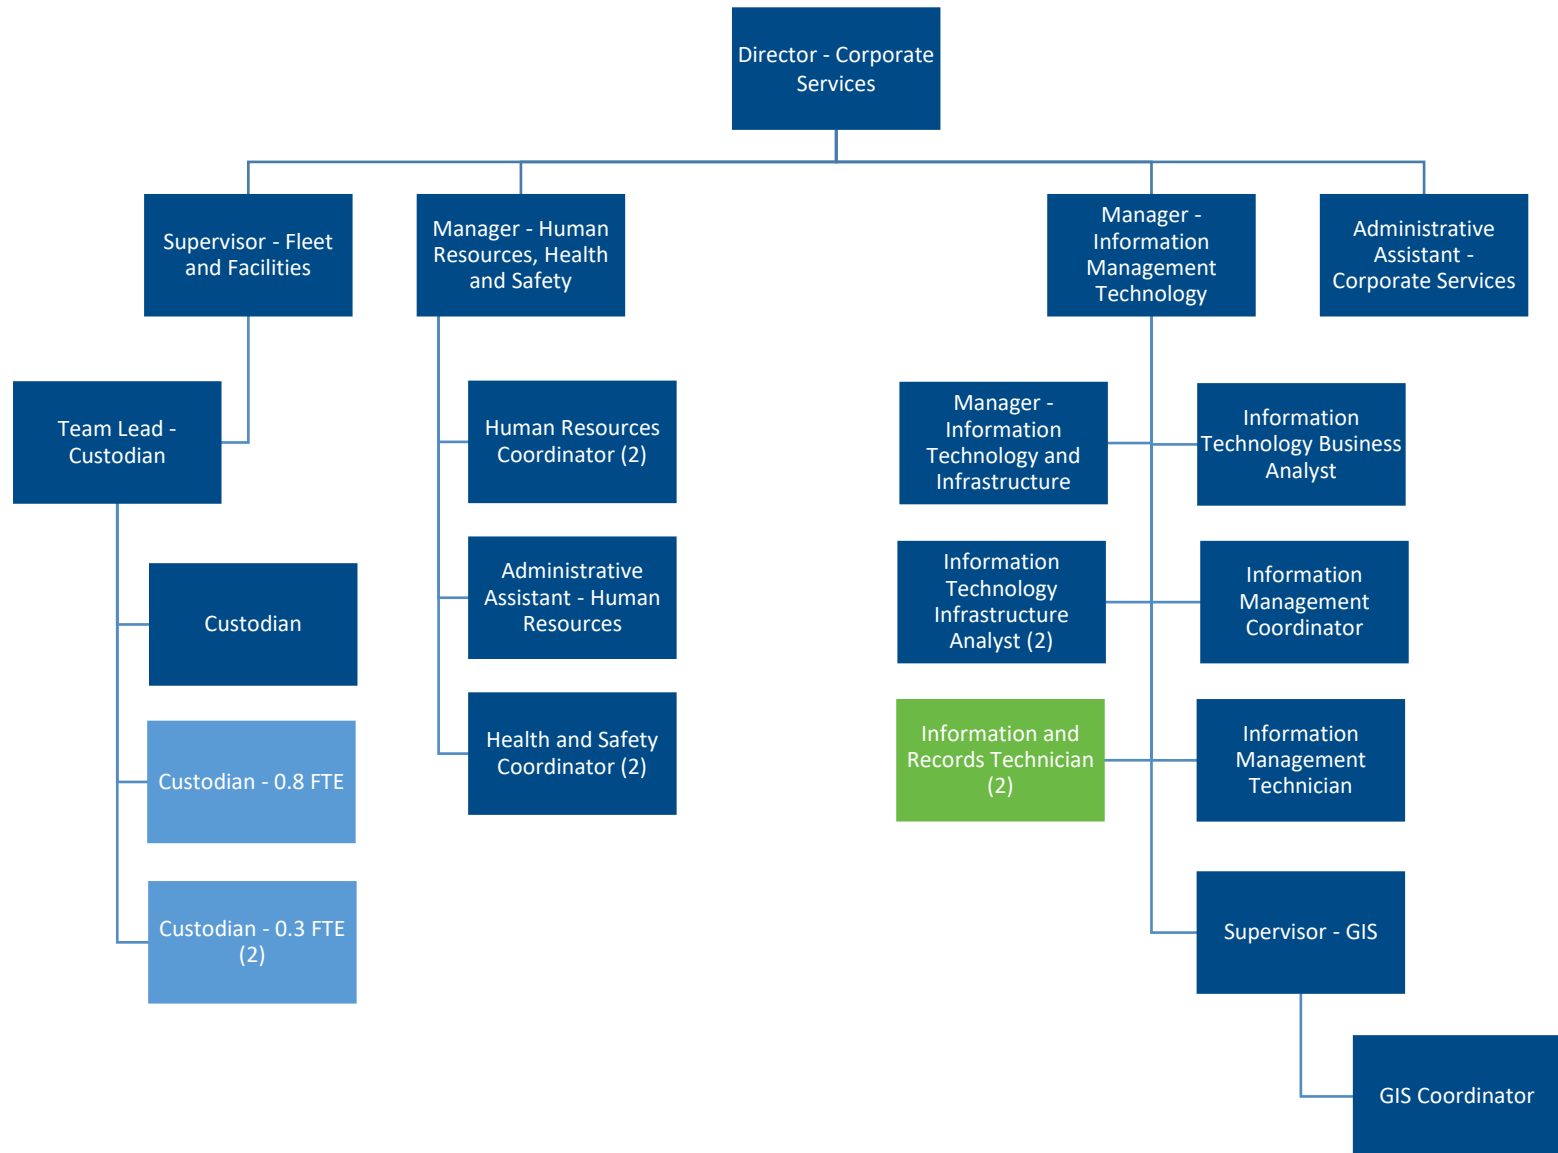 Director - Corporate
Services
Supervisor - Fleet
and Facilities
Manager - Human
Resources, Health
and Safety
Manager -
Information
Management
Technology
Administrative
Assistant -
Corporate Services
Team Lead -
Custodian
Custodian
Custodian - 0.8 FTE
Custodian - 0.3 FTE
(2)
Human Resources
Coordinator (2)
Administrative
Assistant - Human
Resources
Health and Safety
Coordinator (2)
Manager -
Information
Technology and
Infrastructure
Information
Technology Business
Analyst
Information
Technology
Infrastructure
Analyst (2)
Information
Management
Coordinator
Information and
Records Technician
(2)
Information
Management
Technician
Supervisor - GIS
GIS Coordinator